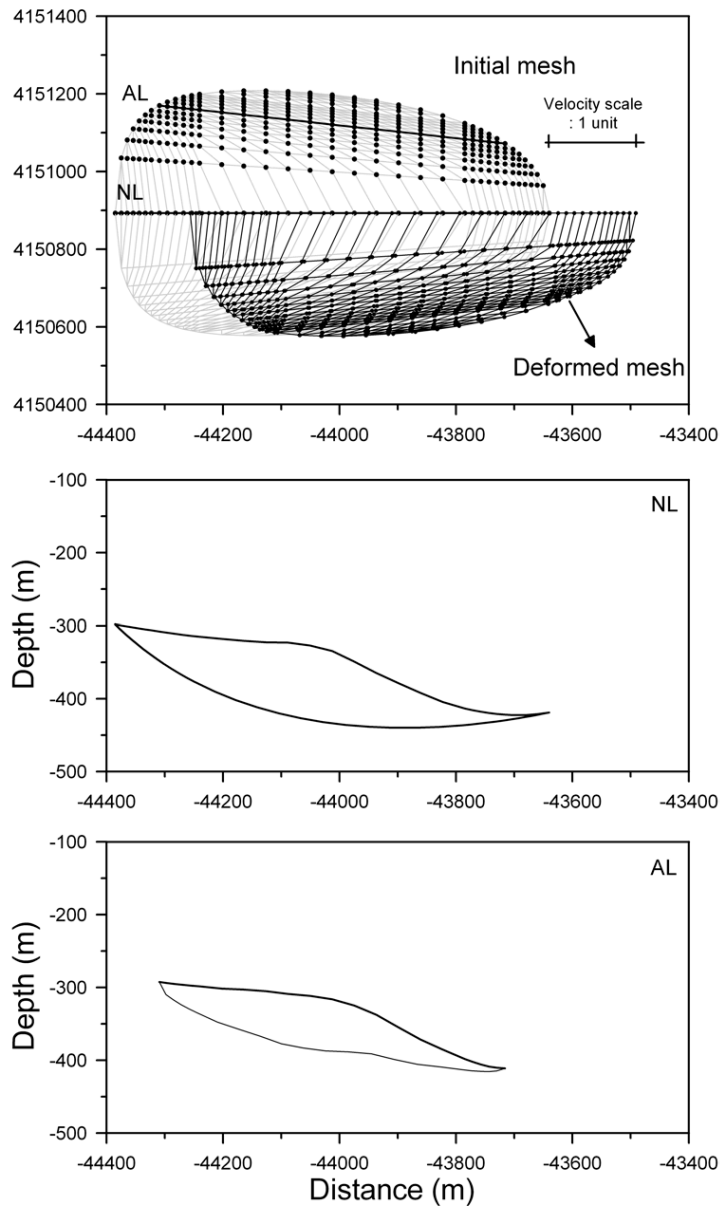 4151400
Initial mesh
4151200
AL
Velocity scale
: 1 unit
4151000
NL
4150800
4150600
Deformed mesh
4150400
-44400 -44200 -44000 -43800 -43600 -43400
-100
NL
-200
Depth (m)
-300
-400
-500
-44400 -44200 -44000 -43800 -43600 -43400
-100
AL
-200
Depth (m)
-300
-400
-500
-44400 -44200 -44000 -43800 -43600 -43400
Distance (m)